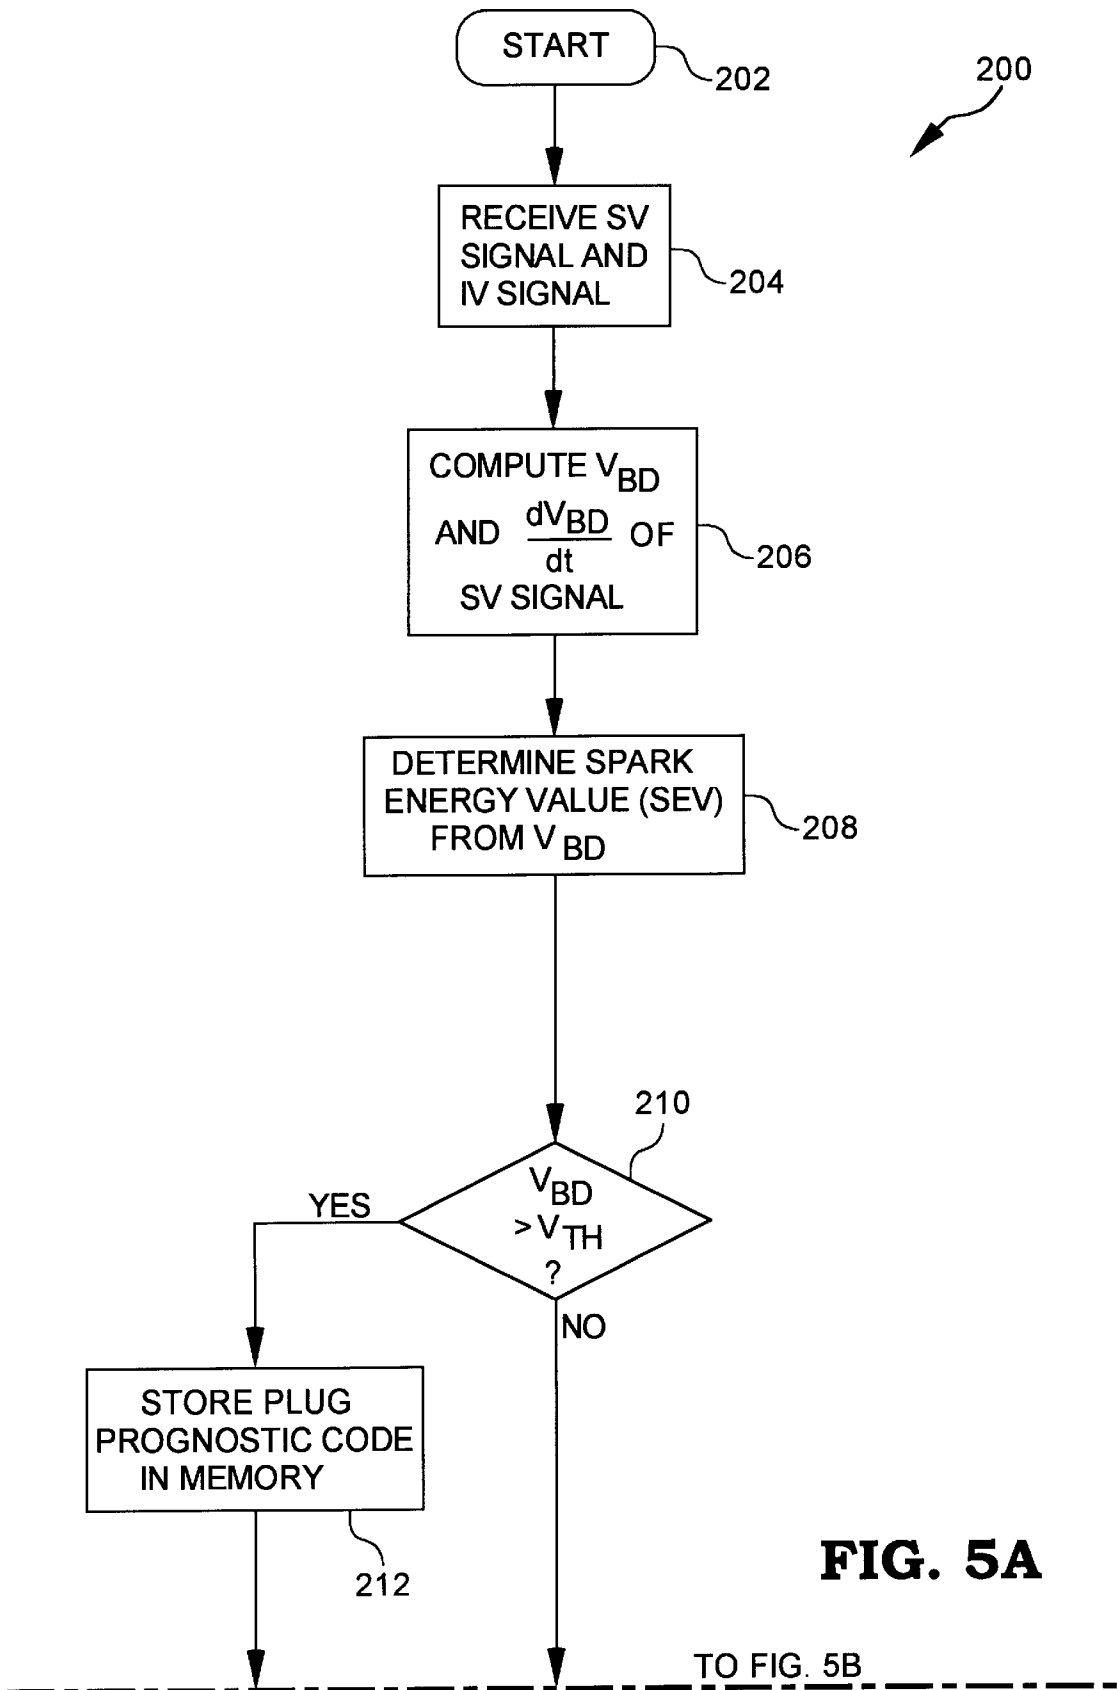 START
202
200
RECEIVE SV
SIGNAL AND
IV SIGNAL
204
COMPUTE VBD
AND dVBD/dt OF
SV SIGNAL
206
DETERMINE SPARK
ENERGY VALUE (SEV)
FROM VBD
208
210
VBD
>VTH
?
YES
NO
STORE PLUG
PROGNOSTIC CODE
IN MEMORY
212
FIG. 5A
TO FIG. 5B